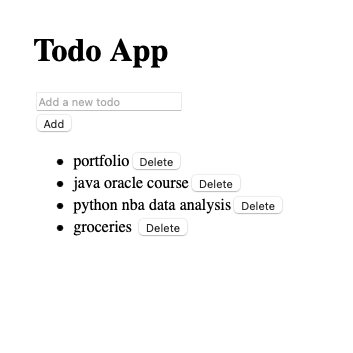 Todo App
Add a new todo
Add
portfolio Delete
java oracle course Delete
python nba data analysis Delete
groceries Delete